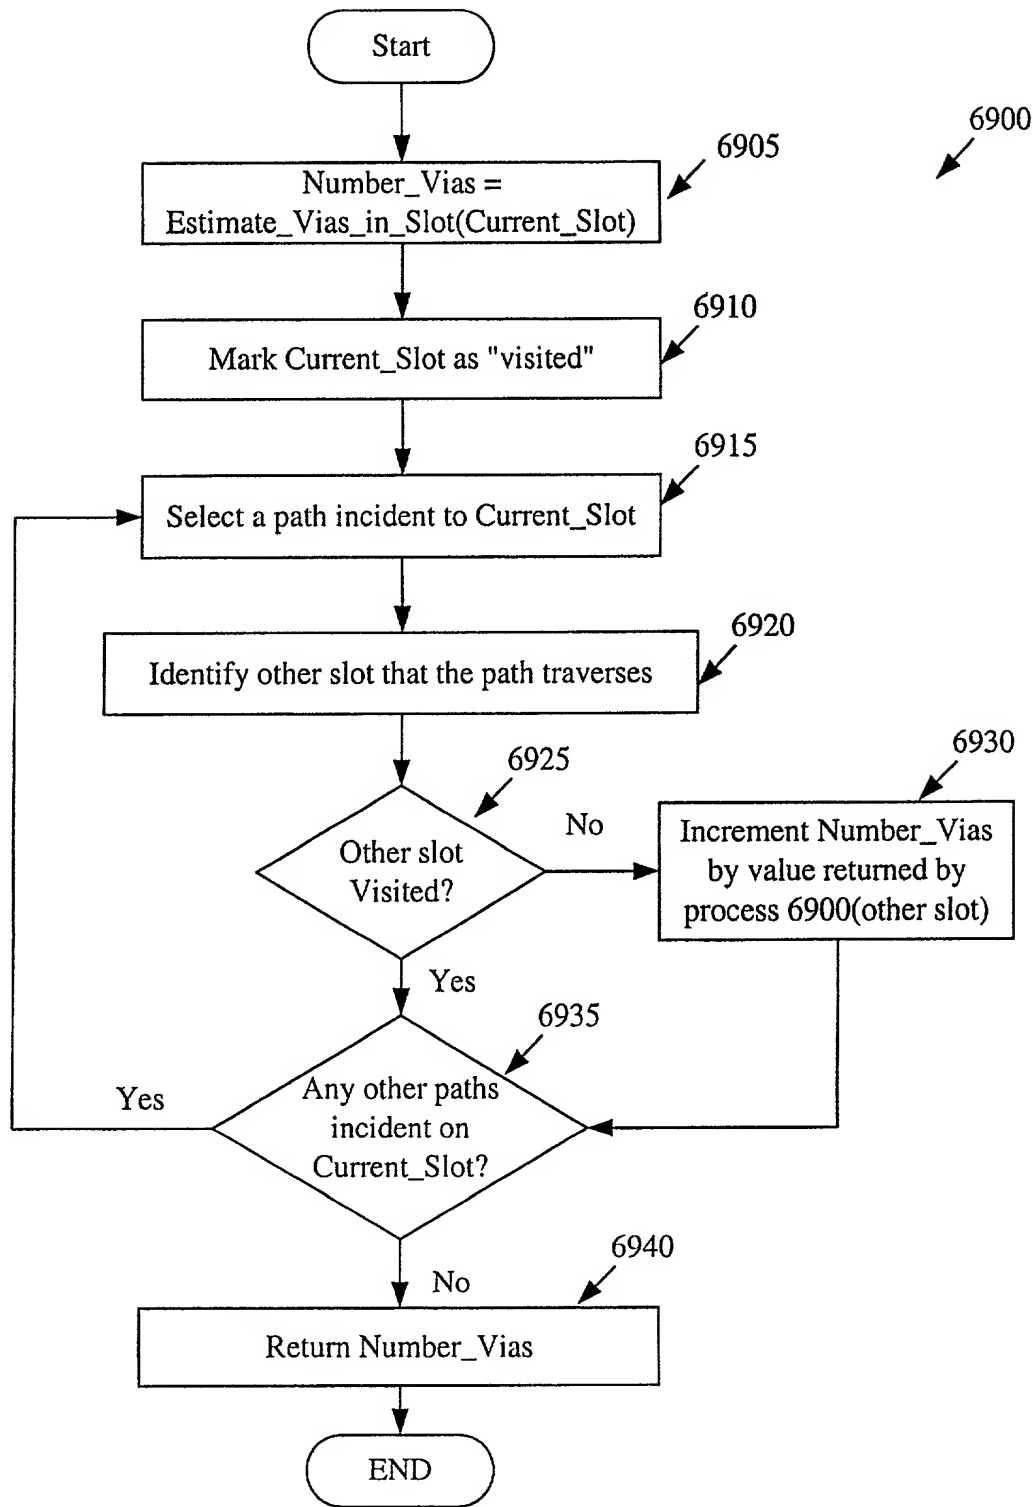 Start
6900
6905
Number_Vias =
Estimate_Vias_in_Slot(Current_Slot)
6910
Mark Current_Slot as "visited"
6915
Select a path incident to Current_Slot
6920
Identify other slot that the path traverses
6925
6930
Other slot
Visited?
No
Increment Number_Vias
by value returned by
process 6900(other slot)
Yes
6935
Any other paths
incident on
Current_Slot?
Yes
No
6940
Return Number_Vias
END